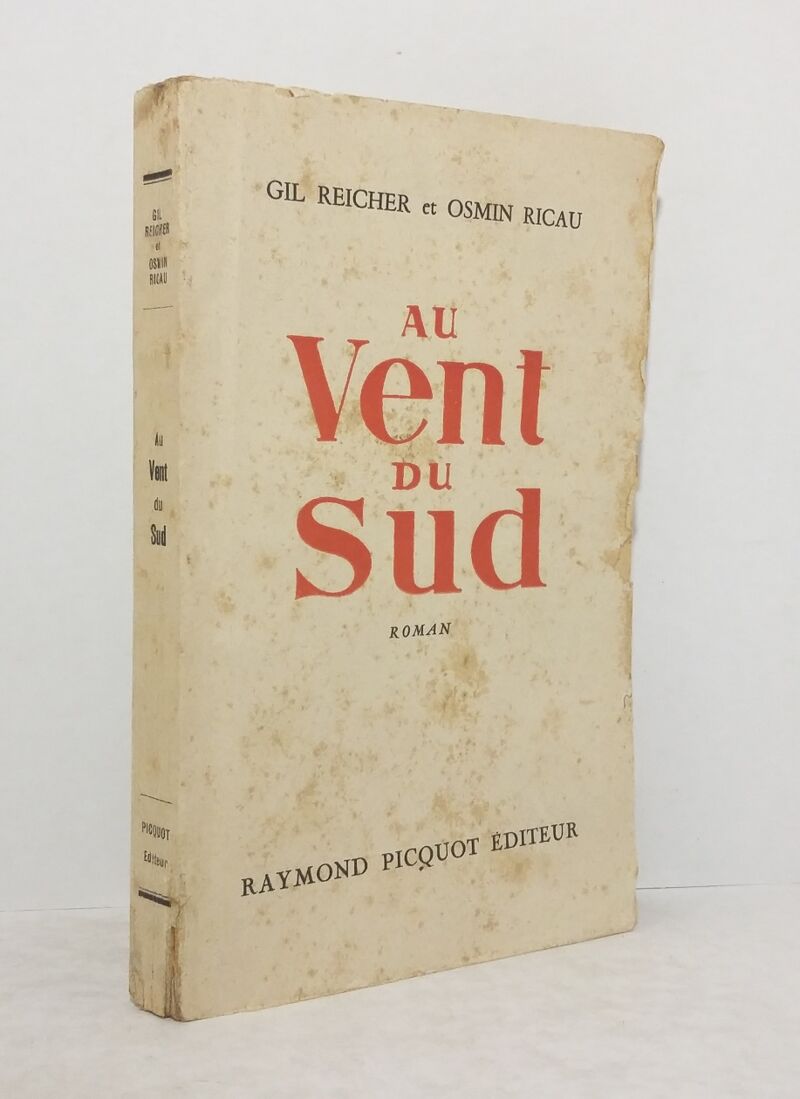 GIL
REICHER
et
OSMIN
RICAU
Au
Vent
du
Sud
PICQUOT
Editeur
GIL REICHER et OSMIN RICAU
AU
Vent
DU
Sud
ROMAN
RAYMOND PICQUOT ÉDITEUR